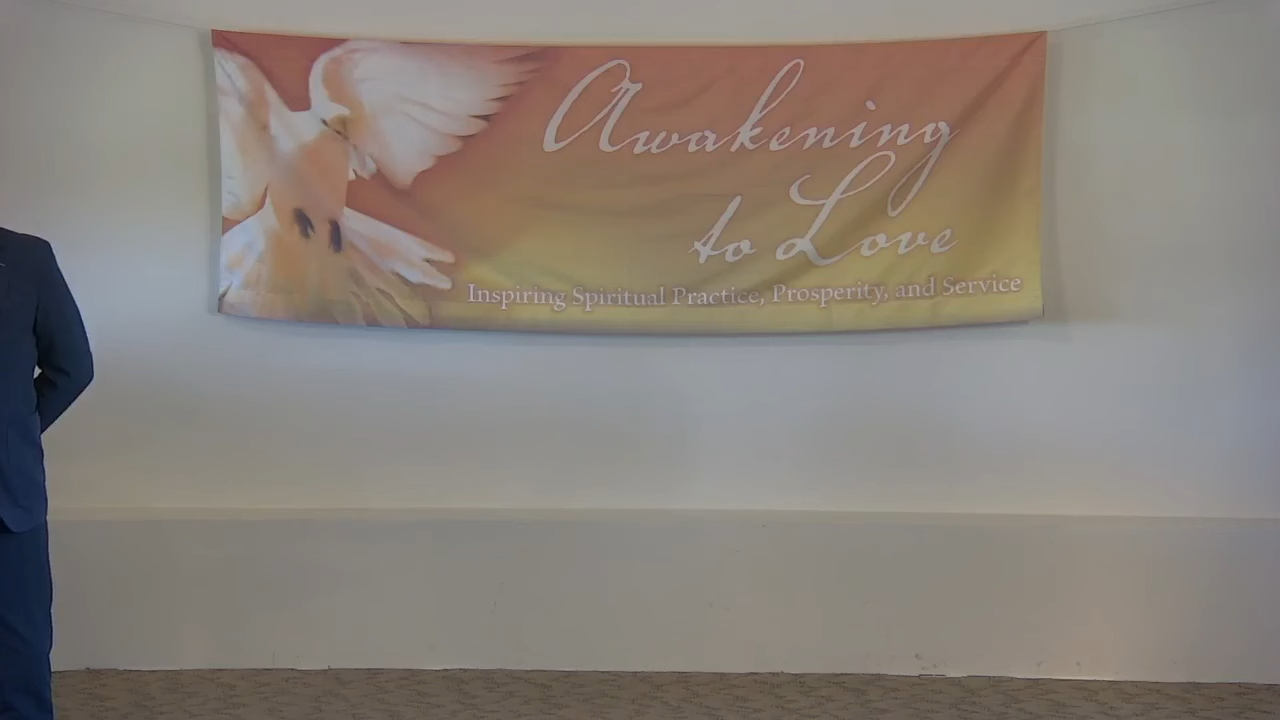 Awakening
to Love
Inspiring Spiritual Practice, Prosperity, and Service